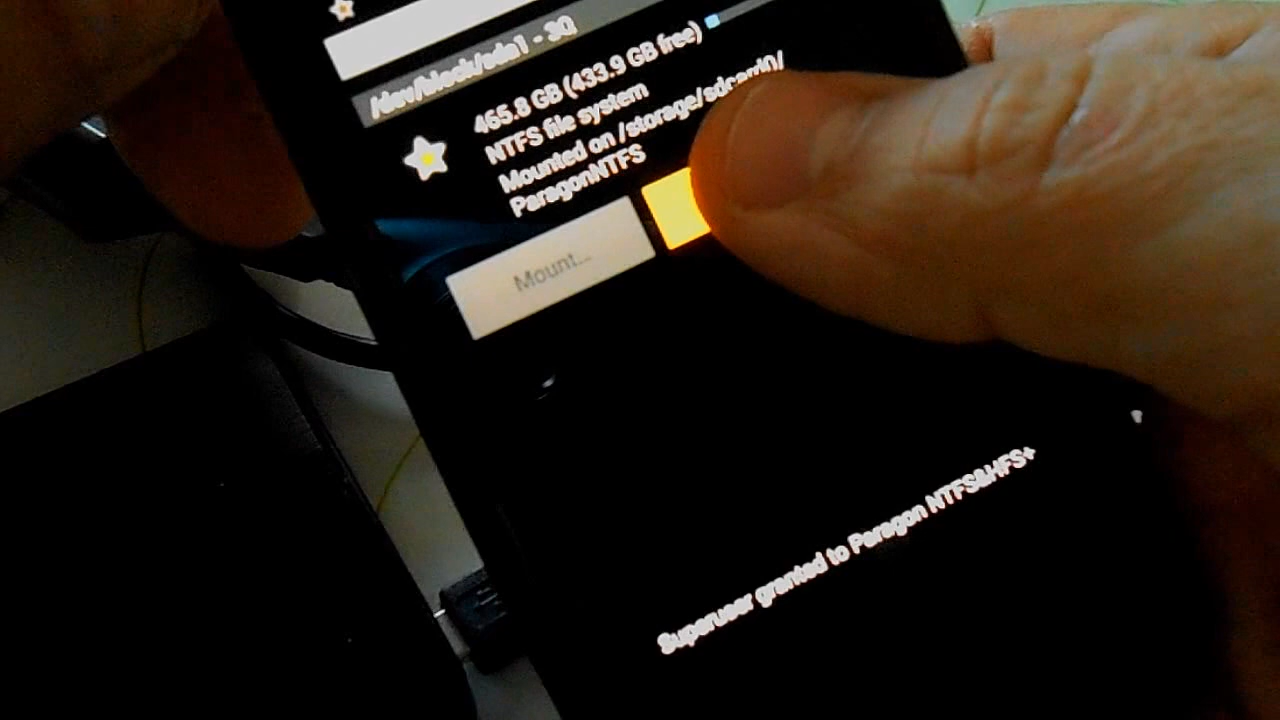 /dev/block/sda1 - 3Q
465.8 GB (433.9 GB free)
NTFS file system
Mounted on /storage/sdcard0/
ParagonNTFS
Mount...
Superuser granted to Paragon NTFS&HFS+